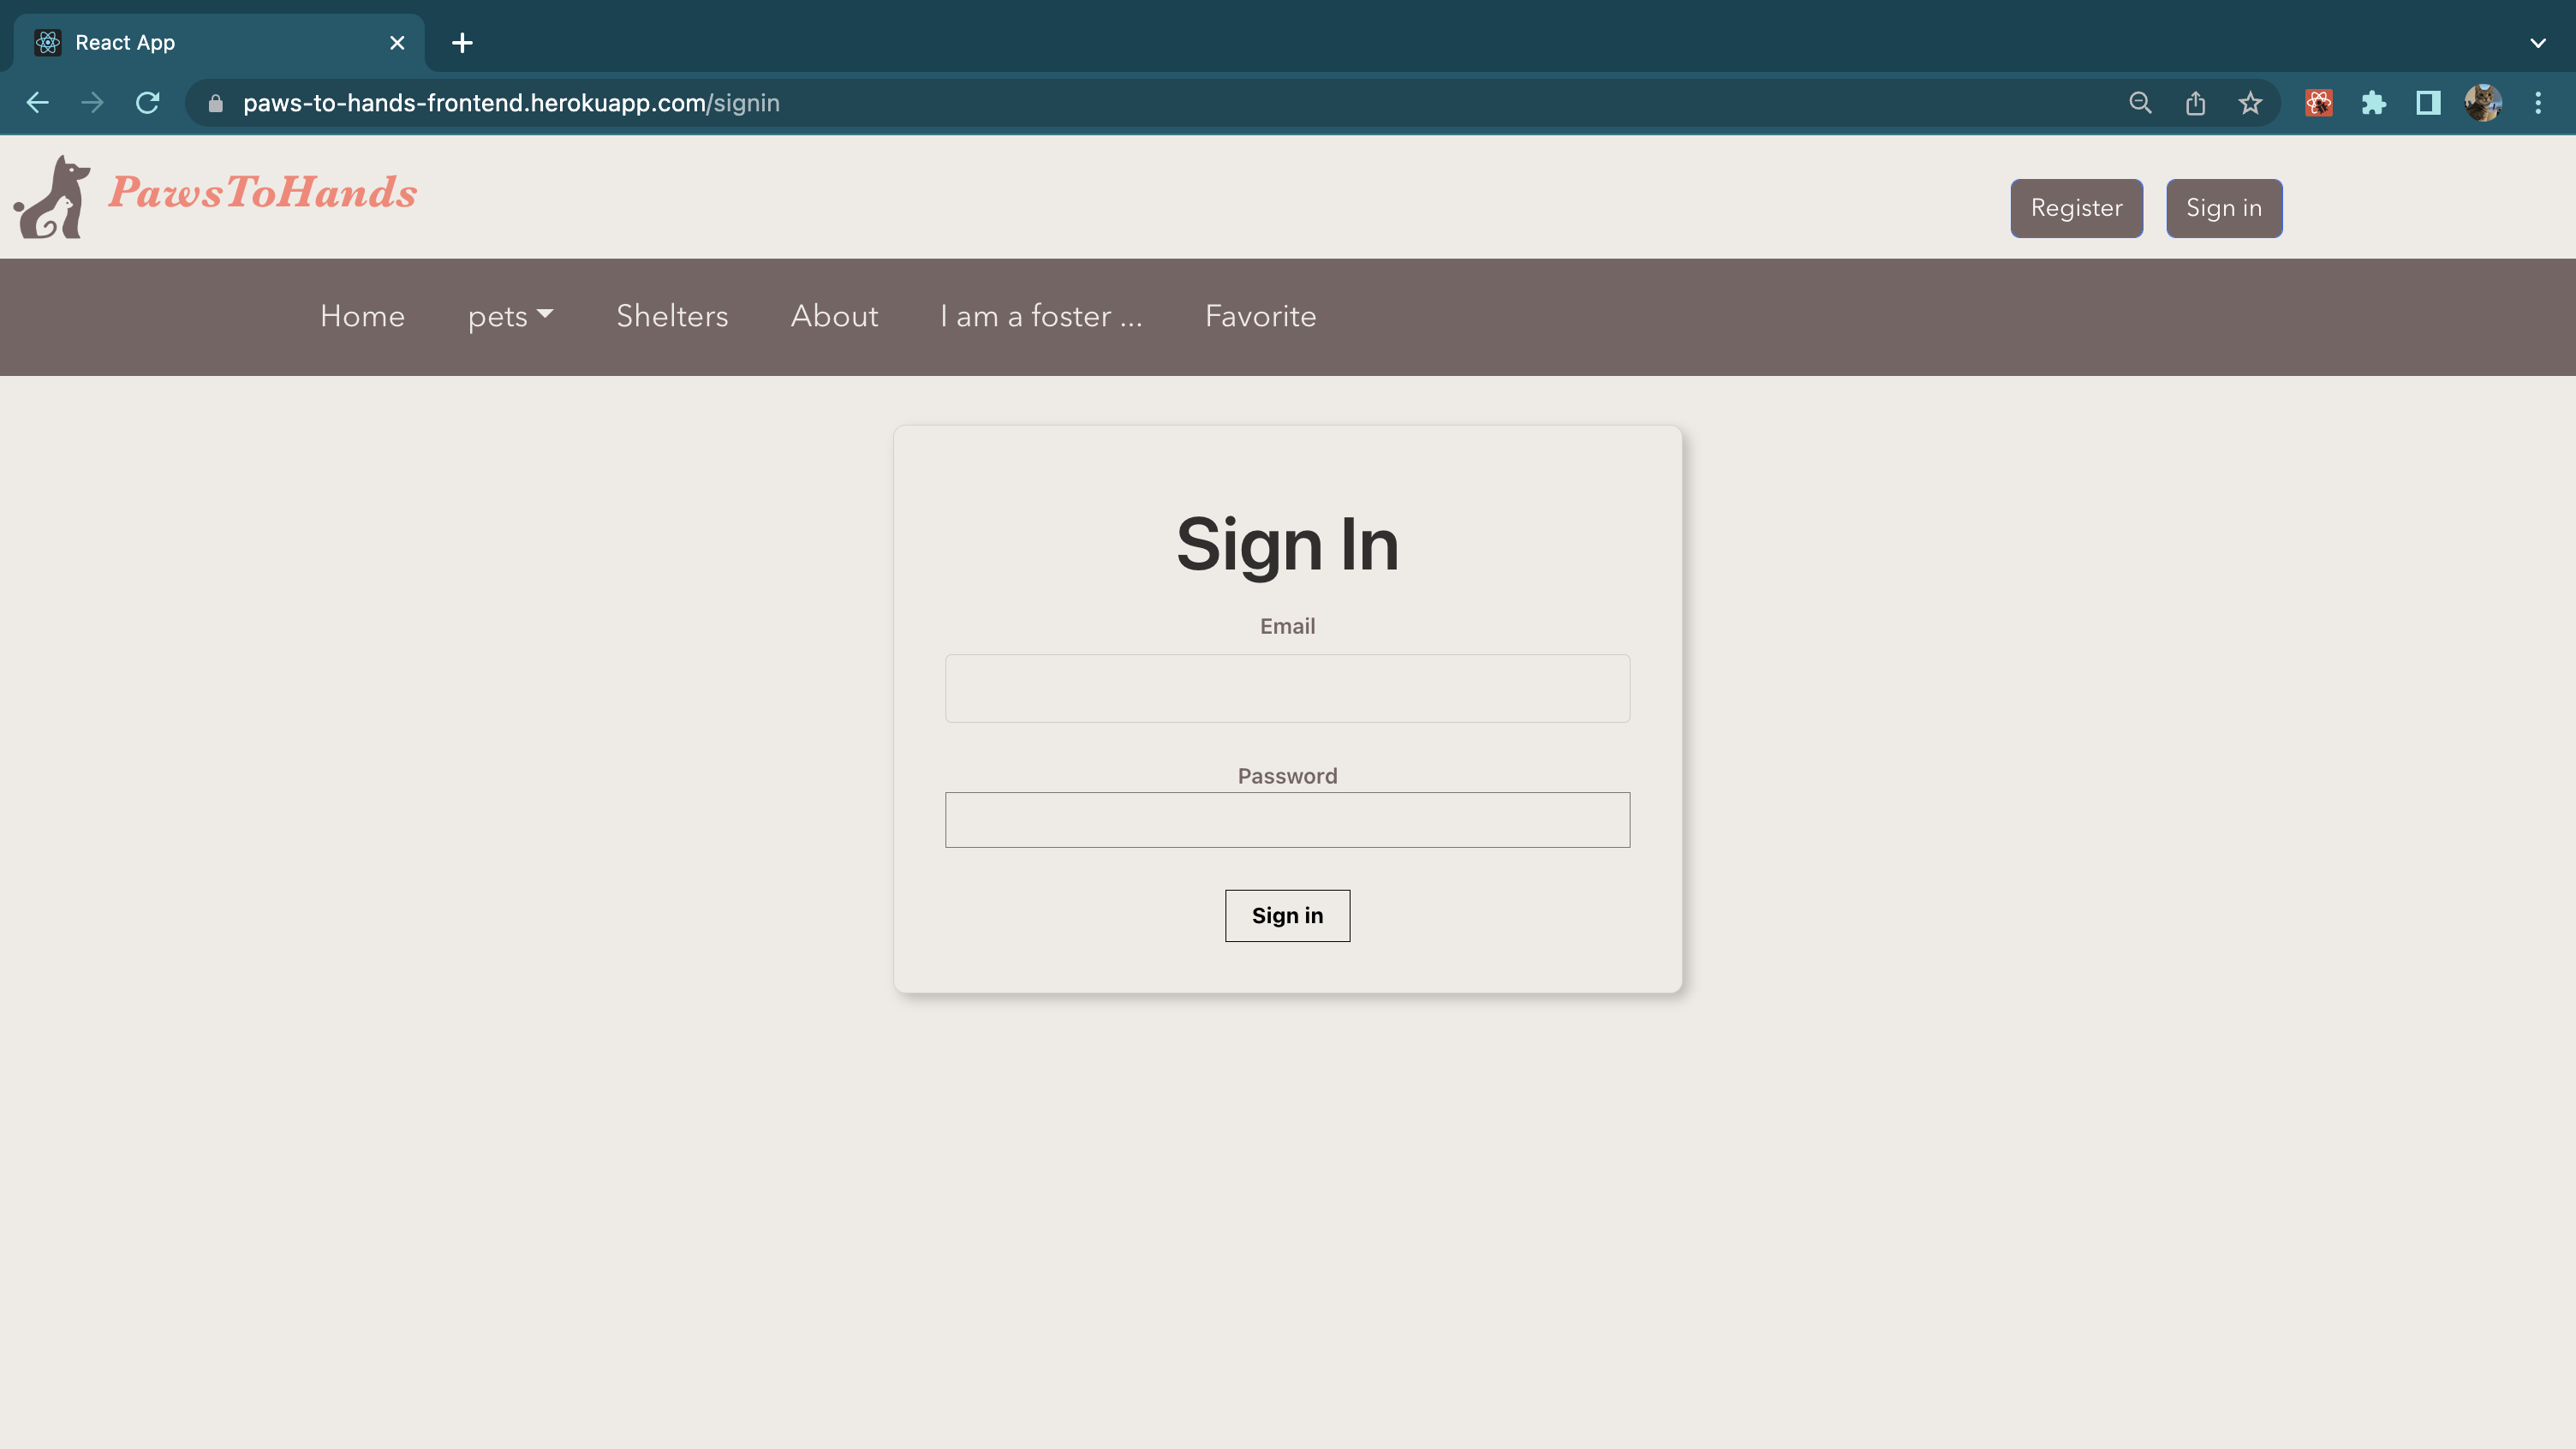 React App
paws-to-hands-frontend.herokuapp.com/signin
PawsToHands
Register Sign in
Home pets Shelters About I am a foster ... Favorite
Sign In
Email
Password
Sign in